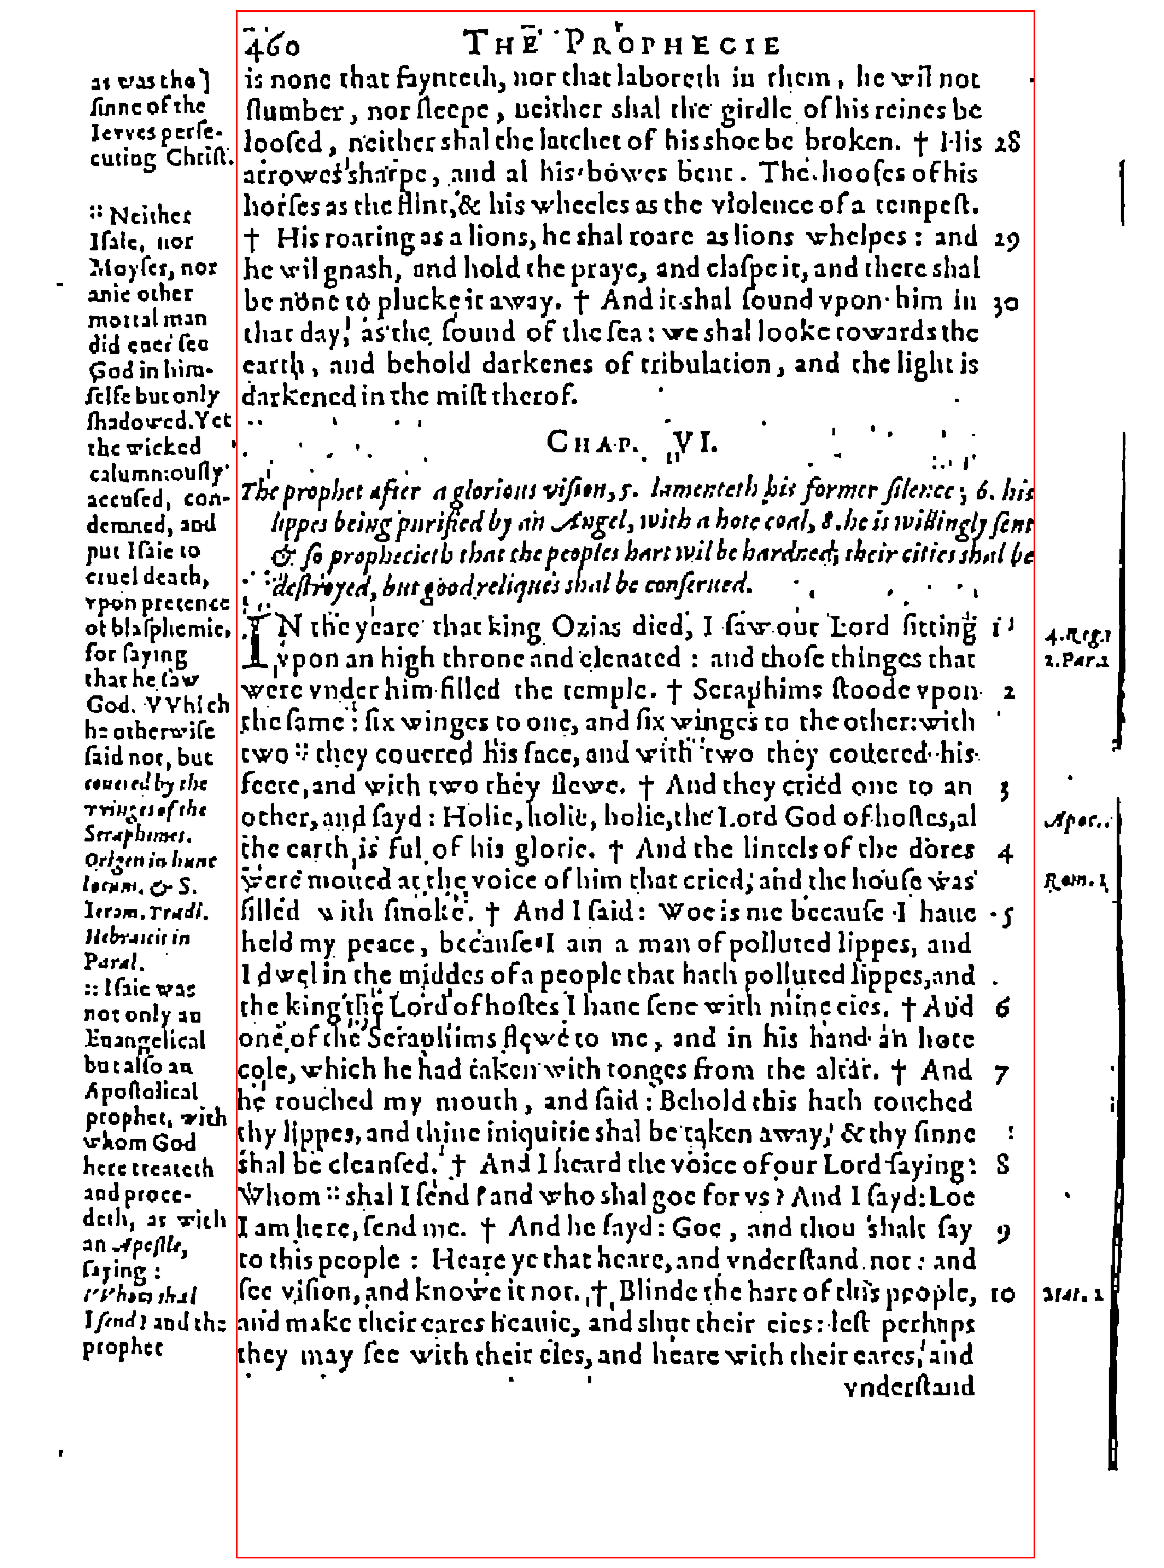 460 THE PROPHECIE
is none that faynteth, nor that laboreth in them, he wil not
ſlumber, nor ſleepe, neither shal the girdle of his reines be
looſed, neither shal the latchet of his shoe be broken. † His 28
arrowes sharpe, and al his bowes bent. The hooſes of his
horſes as the flint, & his wheeles as the violence of a tempeſt.
† His roaring as a lions, he shal roare as lions whelpes: and 29
he wil gnash, and hold the praye, and claſpe it, and there shal
be none to plucke it away. † And it shal ſound vpon him in 30
that day, as the ſound of the ſea: we shal looke towards the
earth, and behold darkenes of tribulation, and the light is
darkened in the miſt therof.
CHAP. VI.
The prophet after a glorious viſion, 5. lamenteth his former ſilence; 6. his
lippes being purified by an Angel, with a hote coal, 8. he is willingly ſent
& ſo prophecieth that the peoples hart wil be hardned; their cities shal be
deſtroyed, but good reliques shal be conſerued.
IN the yeare that king Ozias died, I ſaw our Lord ſitting 1
vpon an high throne and eleuated: and thoſe thinges that
were vnder him filled the temple. † Seraphims ſtoode vpon 2
the ſame: ſix winges to one, and ſix winges to the other: with
two :: they couered his face, and with two they couered his
feete, and with two they flewe. † And they cried one to an 3
other, and ſayd: Holie, holie, holie, the Lord God of hoſtes, al
the earth is ful of his glorie. † And the lintels of the dores 4
were moued at the voice of him that cried, and the houſe was
filled with ſmoke. † And I ſaid: Woe is me becauſe I haue 5
held my peace, becauſe I am a man of polluted lippes, and
I dwel in the middes of a people that hath polluted lippes, and
the king the Lord of hoſtes I haue ſene with mine eies. † And 6
one of the Seraphims flewe to me, and in his hand an hote
cole, which he had taken with tonges from the altar. † And 7
he touched my mouth, and ſaid: Behold this hath touched
thy lippes, and thine iniquitie shal be taken away, & thy ſinne
shal be cleanſed. † And I heard the voice of our Lord ſaying: 8
Whom :: shal I ſend? and who shal goe for vs? And I ſayd: Loe
I am here, ſend me. † And he ſayd: Goe, and thou shalt ſay 9
to this people: Heare ye that heare, and vnderſtand not: and
ſee viſion, and knowe it not. † Blinde the hart of this people, 10
and make their eares heauie, and shut their eies: leſt perhaps
they may ſee with their eies, and heare with their eares, and
vnderſtand
as was the]
ſinne of the
Iewes perſe-
cuting Chriſt.
:: Neither
Iſaie, nor
Moyſes, nor
anie other
mortal man
did euer ſee
God in him-
ſelfe but only
shadowed. Yet
the wicked
calumniouſly
accuſed, con-
demned, and
put Iſaie to
cruel death,
vpon pretence
of blaſphemie,
for ſaying
that he ſaw
God. VVhich
he otherwiſe
ſaid not, but
couered by the
vvinges of the
Seraphimes.
Origen in hunc
locum. & S.
Ierom. Tradi.
Hebraicis in
Paral.
:: Iſaie was
not only an
Euangelical
but alſo an
Apoſtolical
prophet, with
whom God
here treateth
and proce-
deth, as with
an Apoſtle,
ſaying:
VVhom shal
I ſend? and the
prophet
4. Reg. 1
2. Par. 2
Apoc.
Rom. 1
Mat. 1